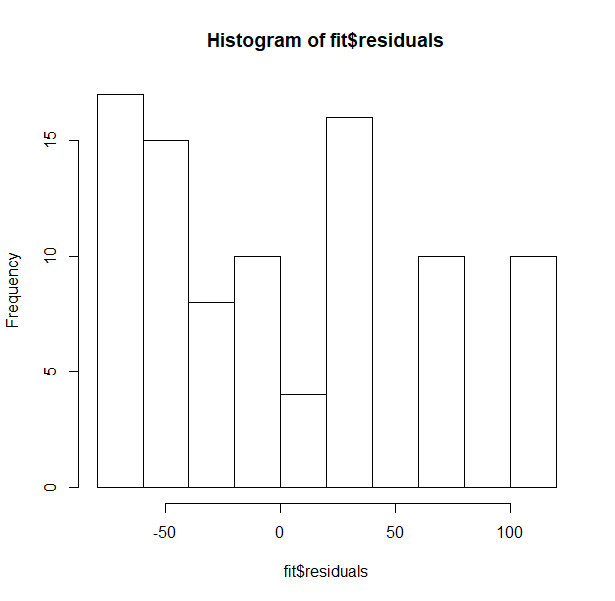 Histogram of fit$residuals
Frequency
15
10
5
0
-50 0 50 100
fit$residuals